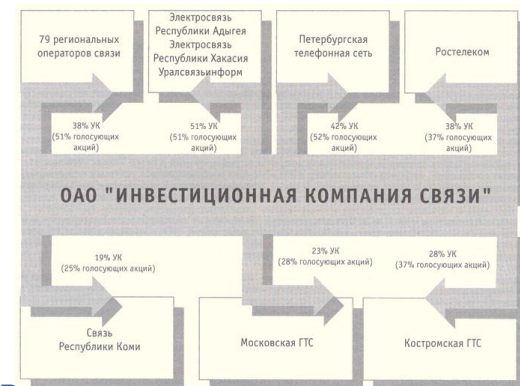 79 региональных
операторов связи
Электросвязь
Республики Адыгея
Электросвязь
Республики Хакасия
Уралсвязьинформ
Петербургская
телефонная сеть
Ростелеком
38% УК
(51% голосующих
акций)
51% УК
(51% голосующих
акций)
42% УК
(52% голосующих
акций)
38% УК
(37% голосующих
акций)
ОАО "ИНВЕСТИЦИОННАЯ КОМПАНИЯ СВЯЗИ"
19% УК
(25% голосующих акций)
23% УК
(28% голосующих акций)
28% УК
(37% голосующих акций)
Связь
Республики Коми
Московская ГТС
Костромская ГТС